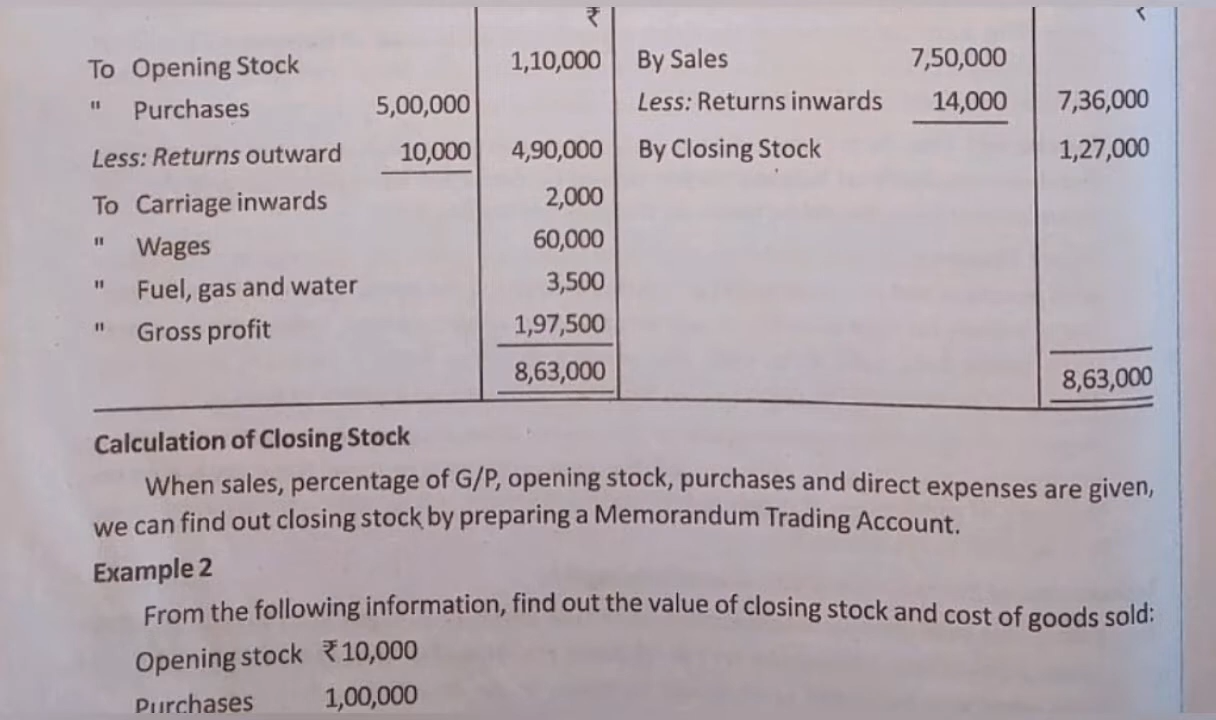 ₹ ₹
To Opening Stock 1,10,000 By Sales 7,50,000
" Purchases 5,00,000 Less: Returns inwards 14,000 7,36,000
Less: Returns outward 10,000 4,90,000 By Closing Stock 1,27,000
To Carriage inwards 2,000
" Wages 60,000
" Fuel, gas and water 3,500
" Gross profit 1,97,500
8,63,000 8,63,000
Calculation of Closing Stock
When sales, percentage of G/P, opening stock, purchases and direct expenses are given,
we can find out closing stock by preparing a Memorandum Trading Account.
Example 2
From the following information, find out the value of closing stock and cost of goods sold:
Opening stock ₹10,000
Purchases 1,00,000